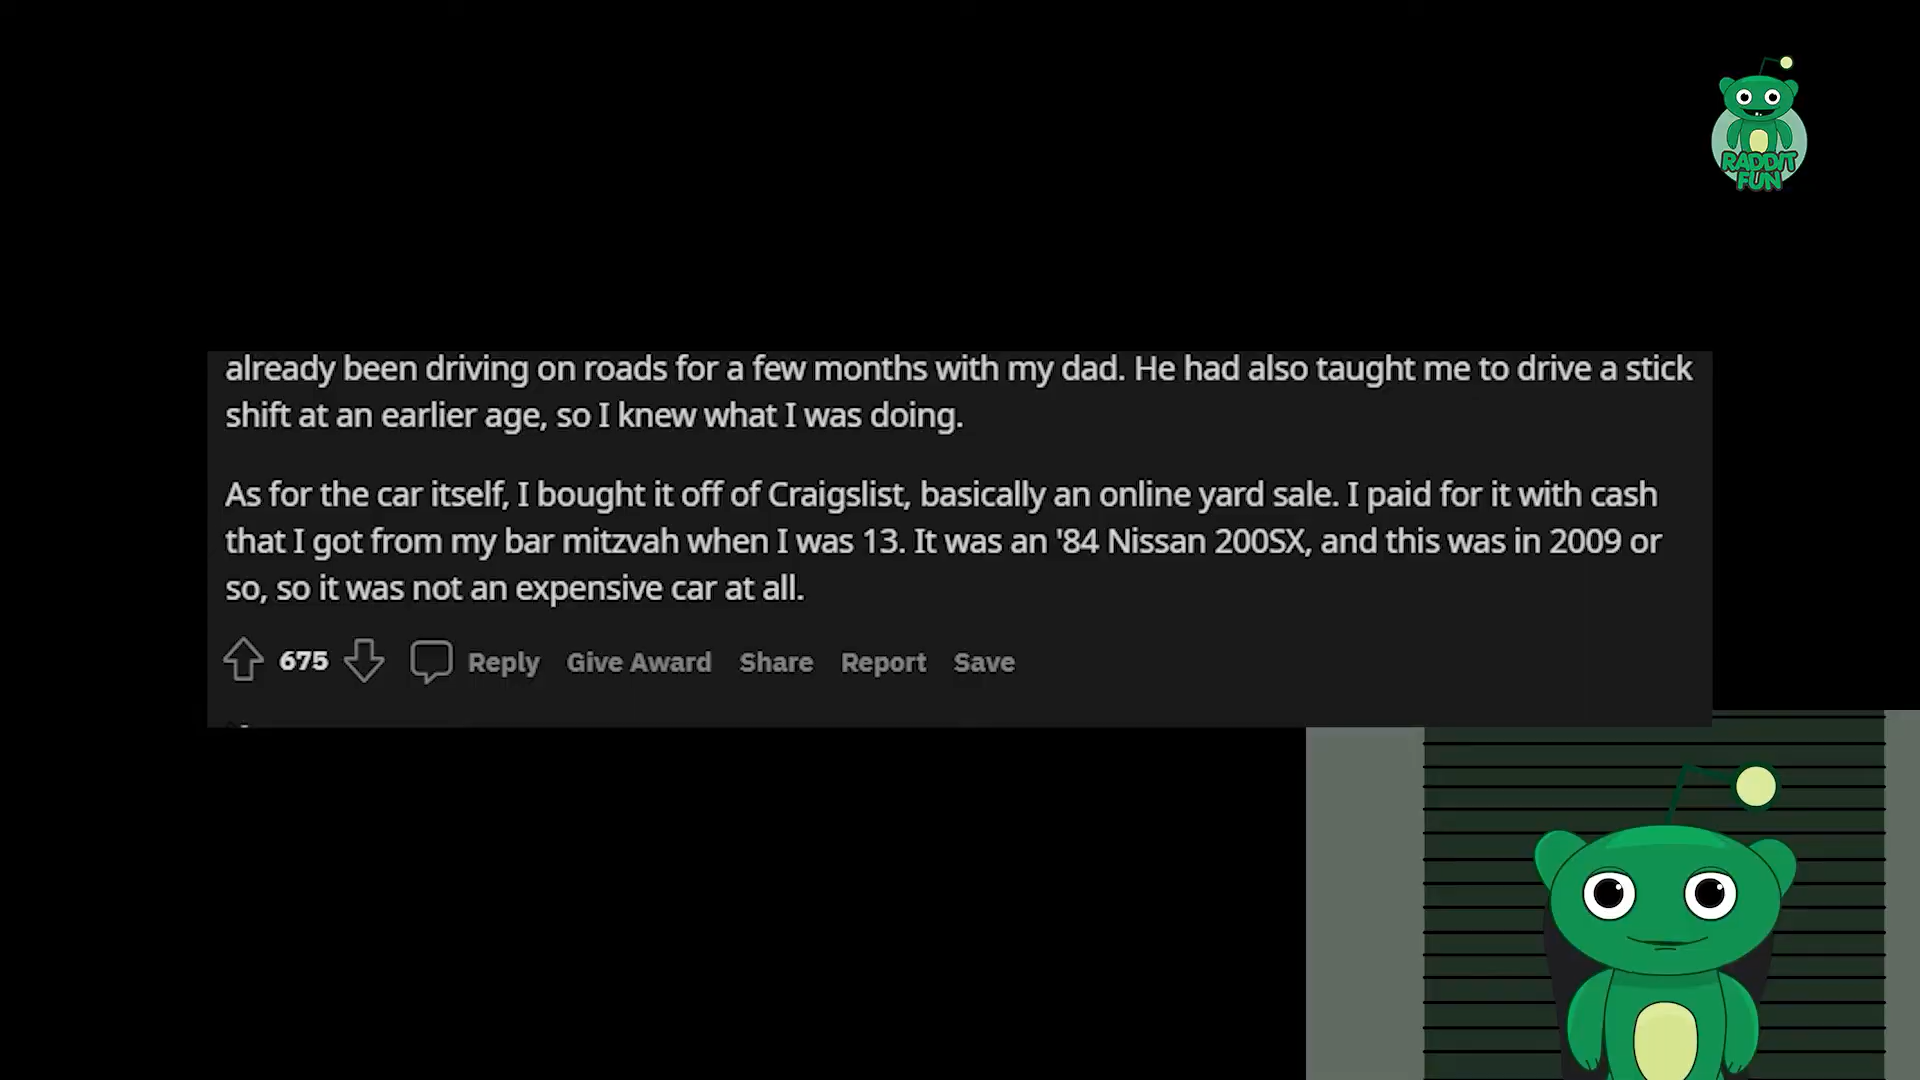 RADDIT
FUN
already been driving on roads for a few months with my dad. He had also taught me to drive a stick
shift at an earlier age, so I knew what I was doing.
As for the car itself, I bought it off of Craigslist, basically an online yard sale. I paid for it with cash
that I got from my bar mitzvah when I was 13. It was an '84 Nissan 200SX, and this was in 2009 or
so, so it was not an expensive car at all.
675 Reply Give Award Share Report Save